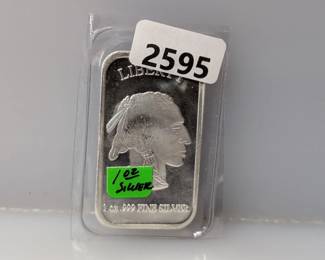 2595
LIBERTY
1 OZ
SILVER
1 OZ .999 FINE SILVER